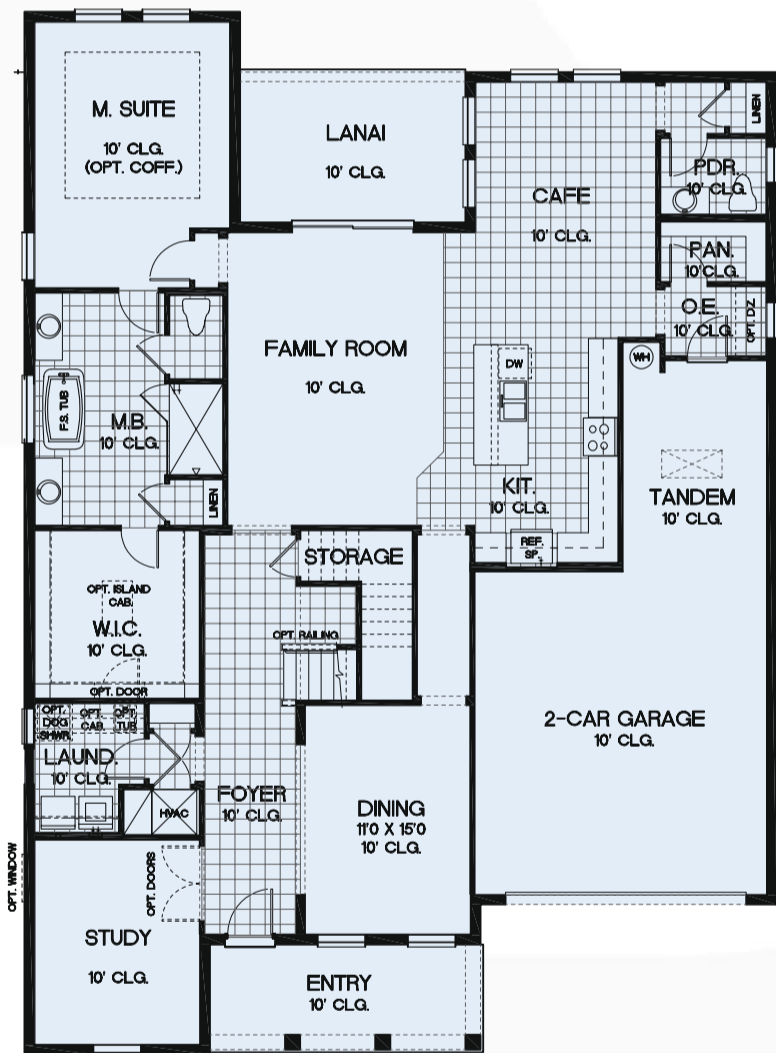 M. SUITE
10' CLG.
(OPT. COFF.)
LANAI
10' CLG.
LINEN
PDR.
10' CLG.
CAFE
10' CLG.
PAN.
10' CLG.
O.E.
10' CLG.
OPT. DZ
FAMILY ROOM
10' CLG.
DW
WH
F.S. TUB
M.B.
10' CLG.
LINEN
KIT.
10' CLG.
REF.
SP.
TANDEM
10' CLG.
STORAGE
OPT. ISLAND
CAB.
W.I.C.
10' CLG.
OPT. DOOR
OPT. RAILING
OPT.
DOG
SHWR.
OPT.
CAB.
OPT.
TUB
LAUND.
10' CLG.
HVAC
FOYER
10' CLG.
2-CAR GARAGE
10' CLG.
DINING
11'0 X 15'0
10' CLG.
OPT. WINDOW
OPT. DOORS
STUDY
10' CLG.
ENTRY
10' CLG.